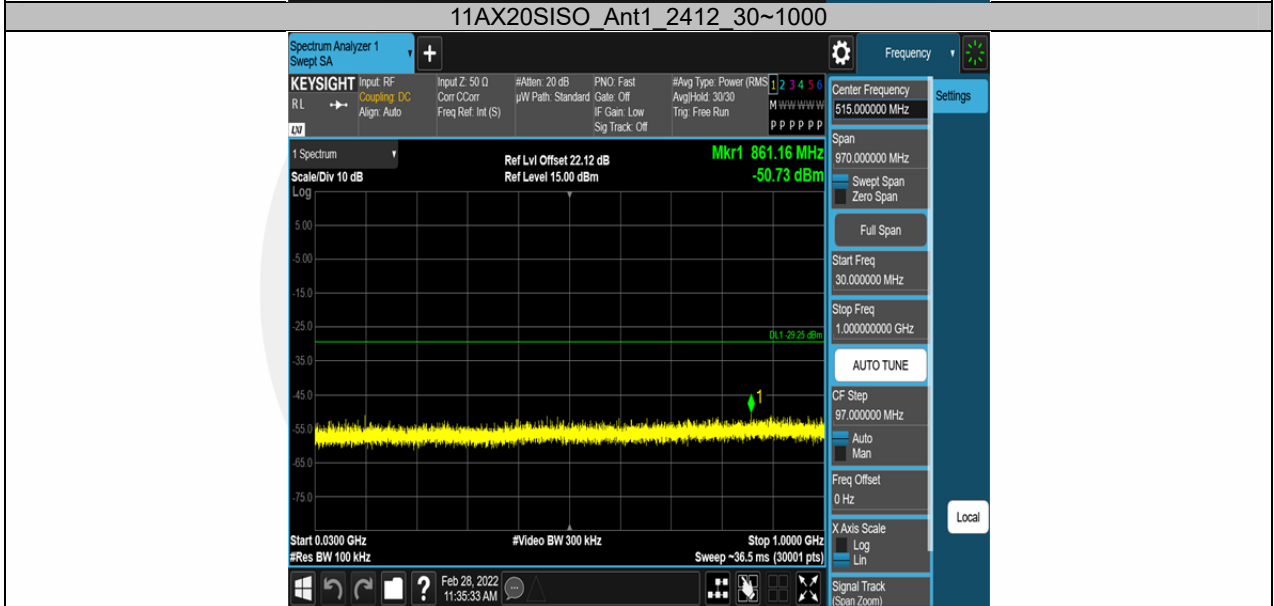 11AX20SISO_Ant1_2412_30~1000
Spectrum Analyzer 1
Swept SA
+
Frequency
KEYSIGHT
Input: RF
Input Z: 50 Ω
#Atten: 20 dB
PNO: Fast
#Avg Type: Power (RMS
1 2 3 4 5 6
RL
Coupling: DC
Corr CCorr
µW Path: Standard
Gate: Off
Avg|Hold: 30/30
M W W W W W
Align: Auto
Freq Ref: Int (S)
IF Gain: Low
Trig: Free Run
Sig Track: Off
P P P P P P
LXI
1 Spectrum
Ref Lvl Offset 22.12 dB
Mkr1 861.16 MHz
Scale/Div 10 dB
Ref Level 15.00 dBm
-50.73 dBm
Log
5.00
-5.00
-15.0
-25.0
DL1 -29.25 dBm
-35.0
-45.0
1
-55.0
-65.0
-75.0
Start 0.0300 GHz
#Video BW 300 kHz
Stop 1.0000 GHz
#Res BW 100 kHz
Sweep ~36.5 ms (30001 pts)
?
Feb 28, 2022
11:35:33 AM
Center Frequency
515.000000 MHz
Settings
Span
970.000000 MHz
Swept Span
Zero Span
Full Span
Start Freq
30.000000 MHz
Stop Freq
1.000000000 GHz
AUTO TUNE
CF Step
97.000000 MHz
Auto
Man
Freq Offset
0 Hz
Local
X Axis Scale
Log
Lin
Signal Track
(Span Zoom)